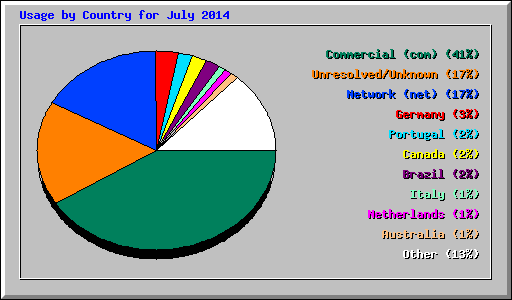 Usage by Country for July 2014
Commercial (com) (41%)
Unresolved/Unknown (17%)
Network (net) (17%)
Germany (3%)
Portugal (2%)
Canada (2%)
Brazil (2%)
Italy (1%)
Netherlands (1%)
Australia (1%)
Other (13%)